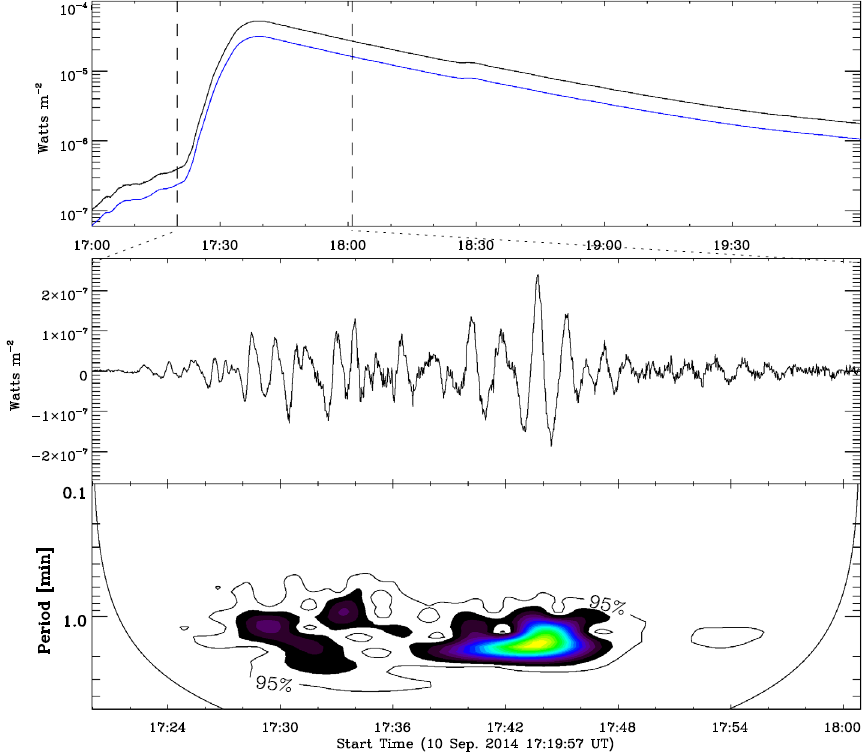 10⁻⁴
10⁻⁵
10⁻⁶
10⁻⁷
Watts m⁻²
17:00 17:30 18:00 18:30 19:00 19:30
2×10⁻⁷
1×10⁻⁷
0
−1×10⁻⁷
−2×10⁻⁷
Watts m⁻²
0.1
1.0
Period [min]
95%
95%
17:24 17:30 17:36 17:42 17:48 17:54 18:00
Start Time (10 Sep. 2014 17:19:57 UT)